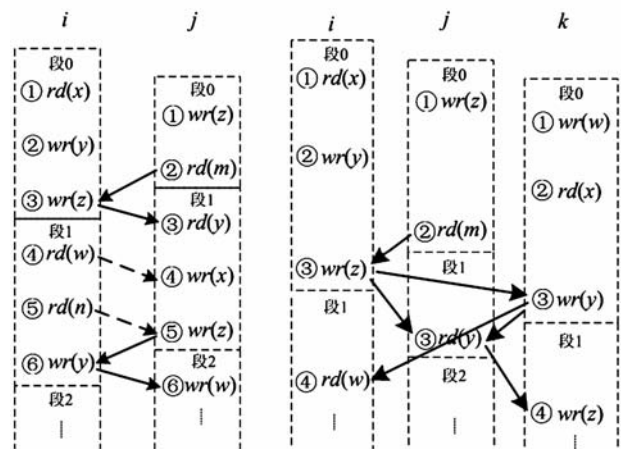 i
j
段0
① rd(x)
② wr(y)
③ wr(z)
段1
④ rd(w)
⑤ rd(n)
⑥ wr(y)
段2
段0
① wr(z)
② rd(m)
段1
③ rd(y)
④ wr(x)
⑤ wr(z)
段2
⑥ wr(w)
i
j
k
段0
① rd(x)
② wr(y)
③ wr(z)
段1
④ rd(w)
段0
① wr(z)
② rd(m)
段1
③ rd(y)
段2
段0
① wr(w)
② rd(x)
③ wr(y)
段1
④ wr(z)